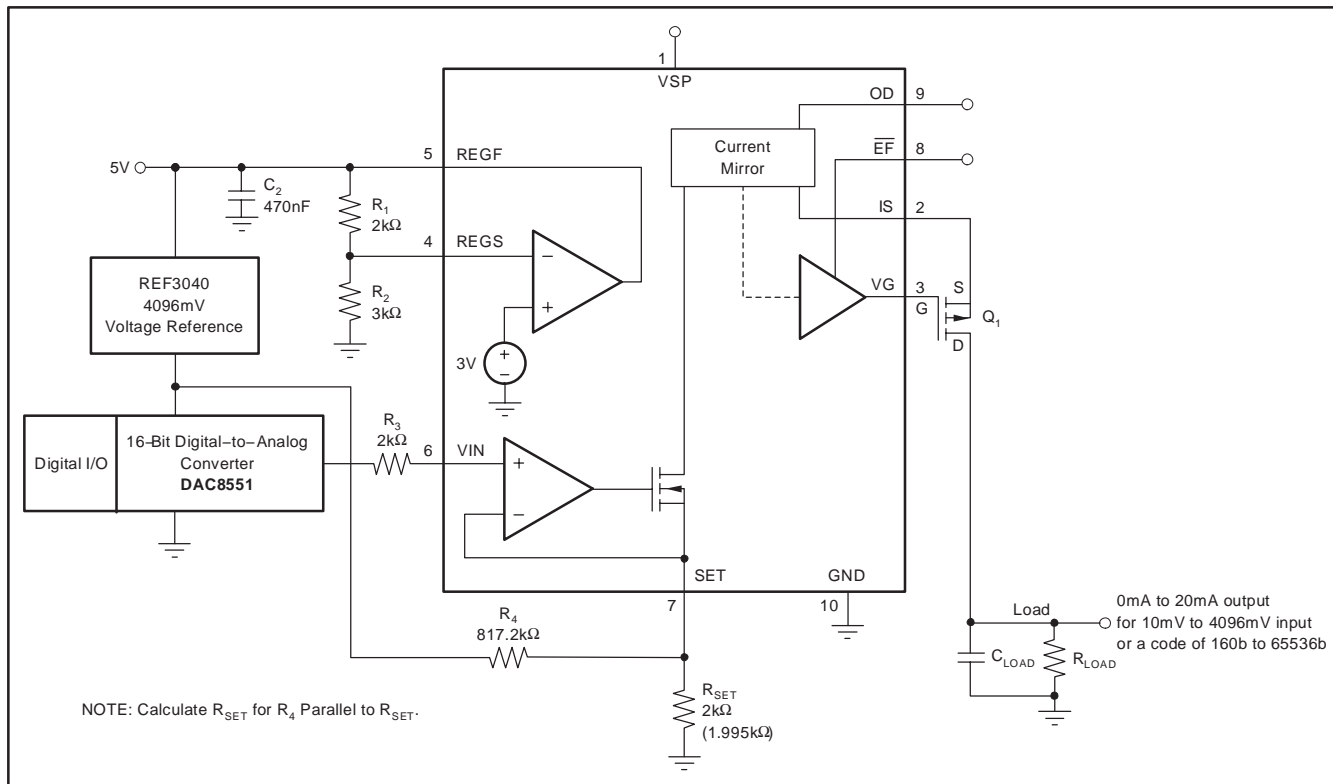 1
VSP
OD
9
Current
Mirror
EF
8
5
REGF
5V
C2
470nF
R1
2kΩ
IS
2
4
REGS
REF3040
4096mV
Voltage Reference
R2
3kΩ
−
+
VG
3
S
G
Q1
D
3V
+
−
R3
2kΩ
6
VIN
Digital I/O
16−Bit Digital−to−Analog
Converter
DAC8551
+
−
SET
GND
7
10
R4
817.2kΩ
Load
0mA to 20mA output
for 10mV to 4096mV input
or a code of 160b to 65536b
CLOAD
RLOAD
RSET
2kΩ
(1.995kΩ)
NOTE: Calculate RSET for R4 Parallel to RSET.